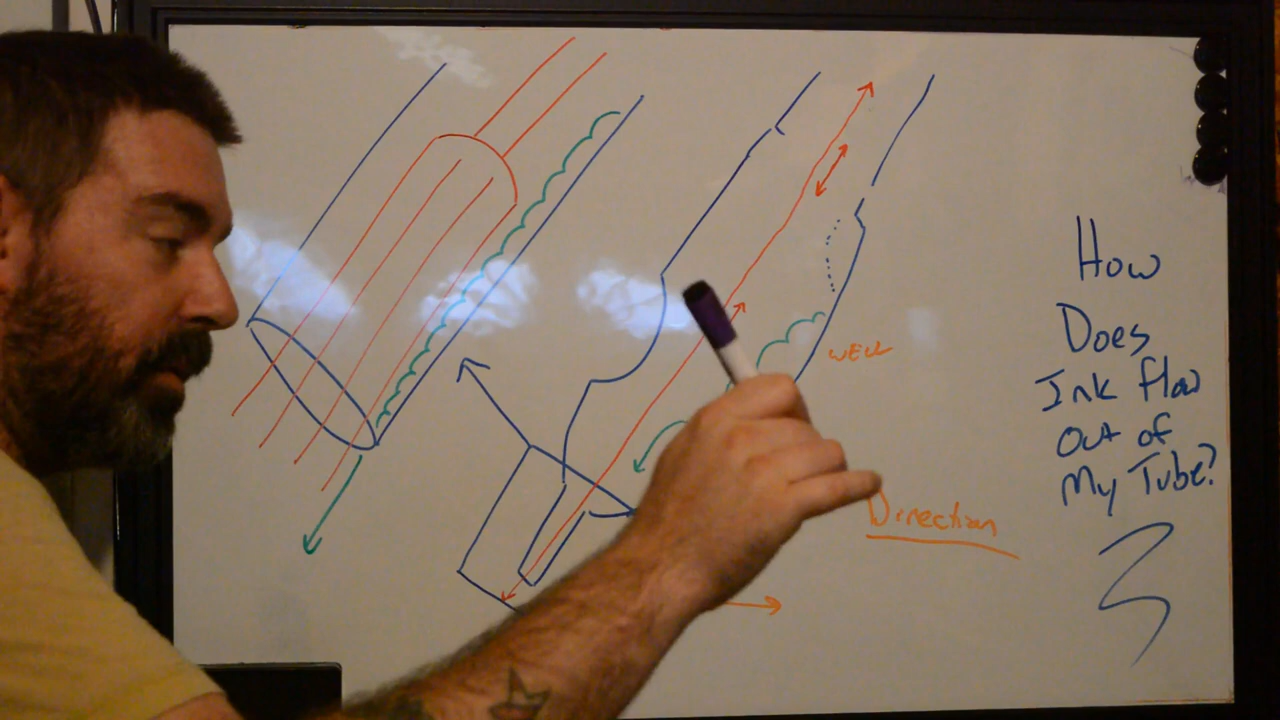 WELL
Direction
How
Does
Ink flow
Out of
My Tube?